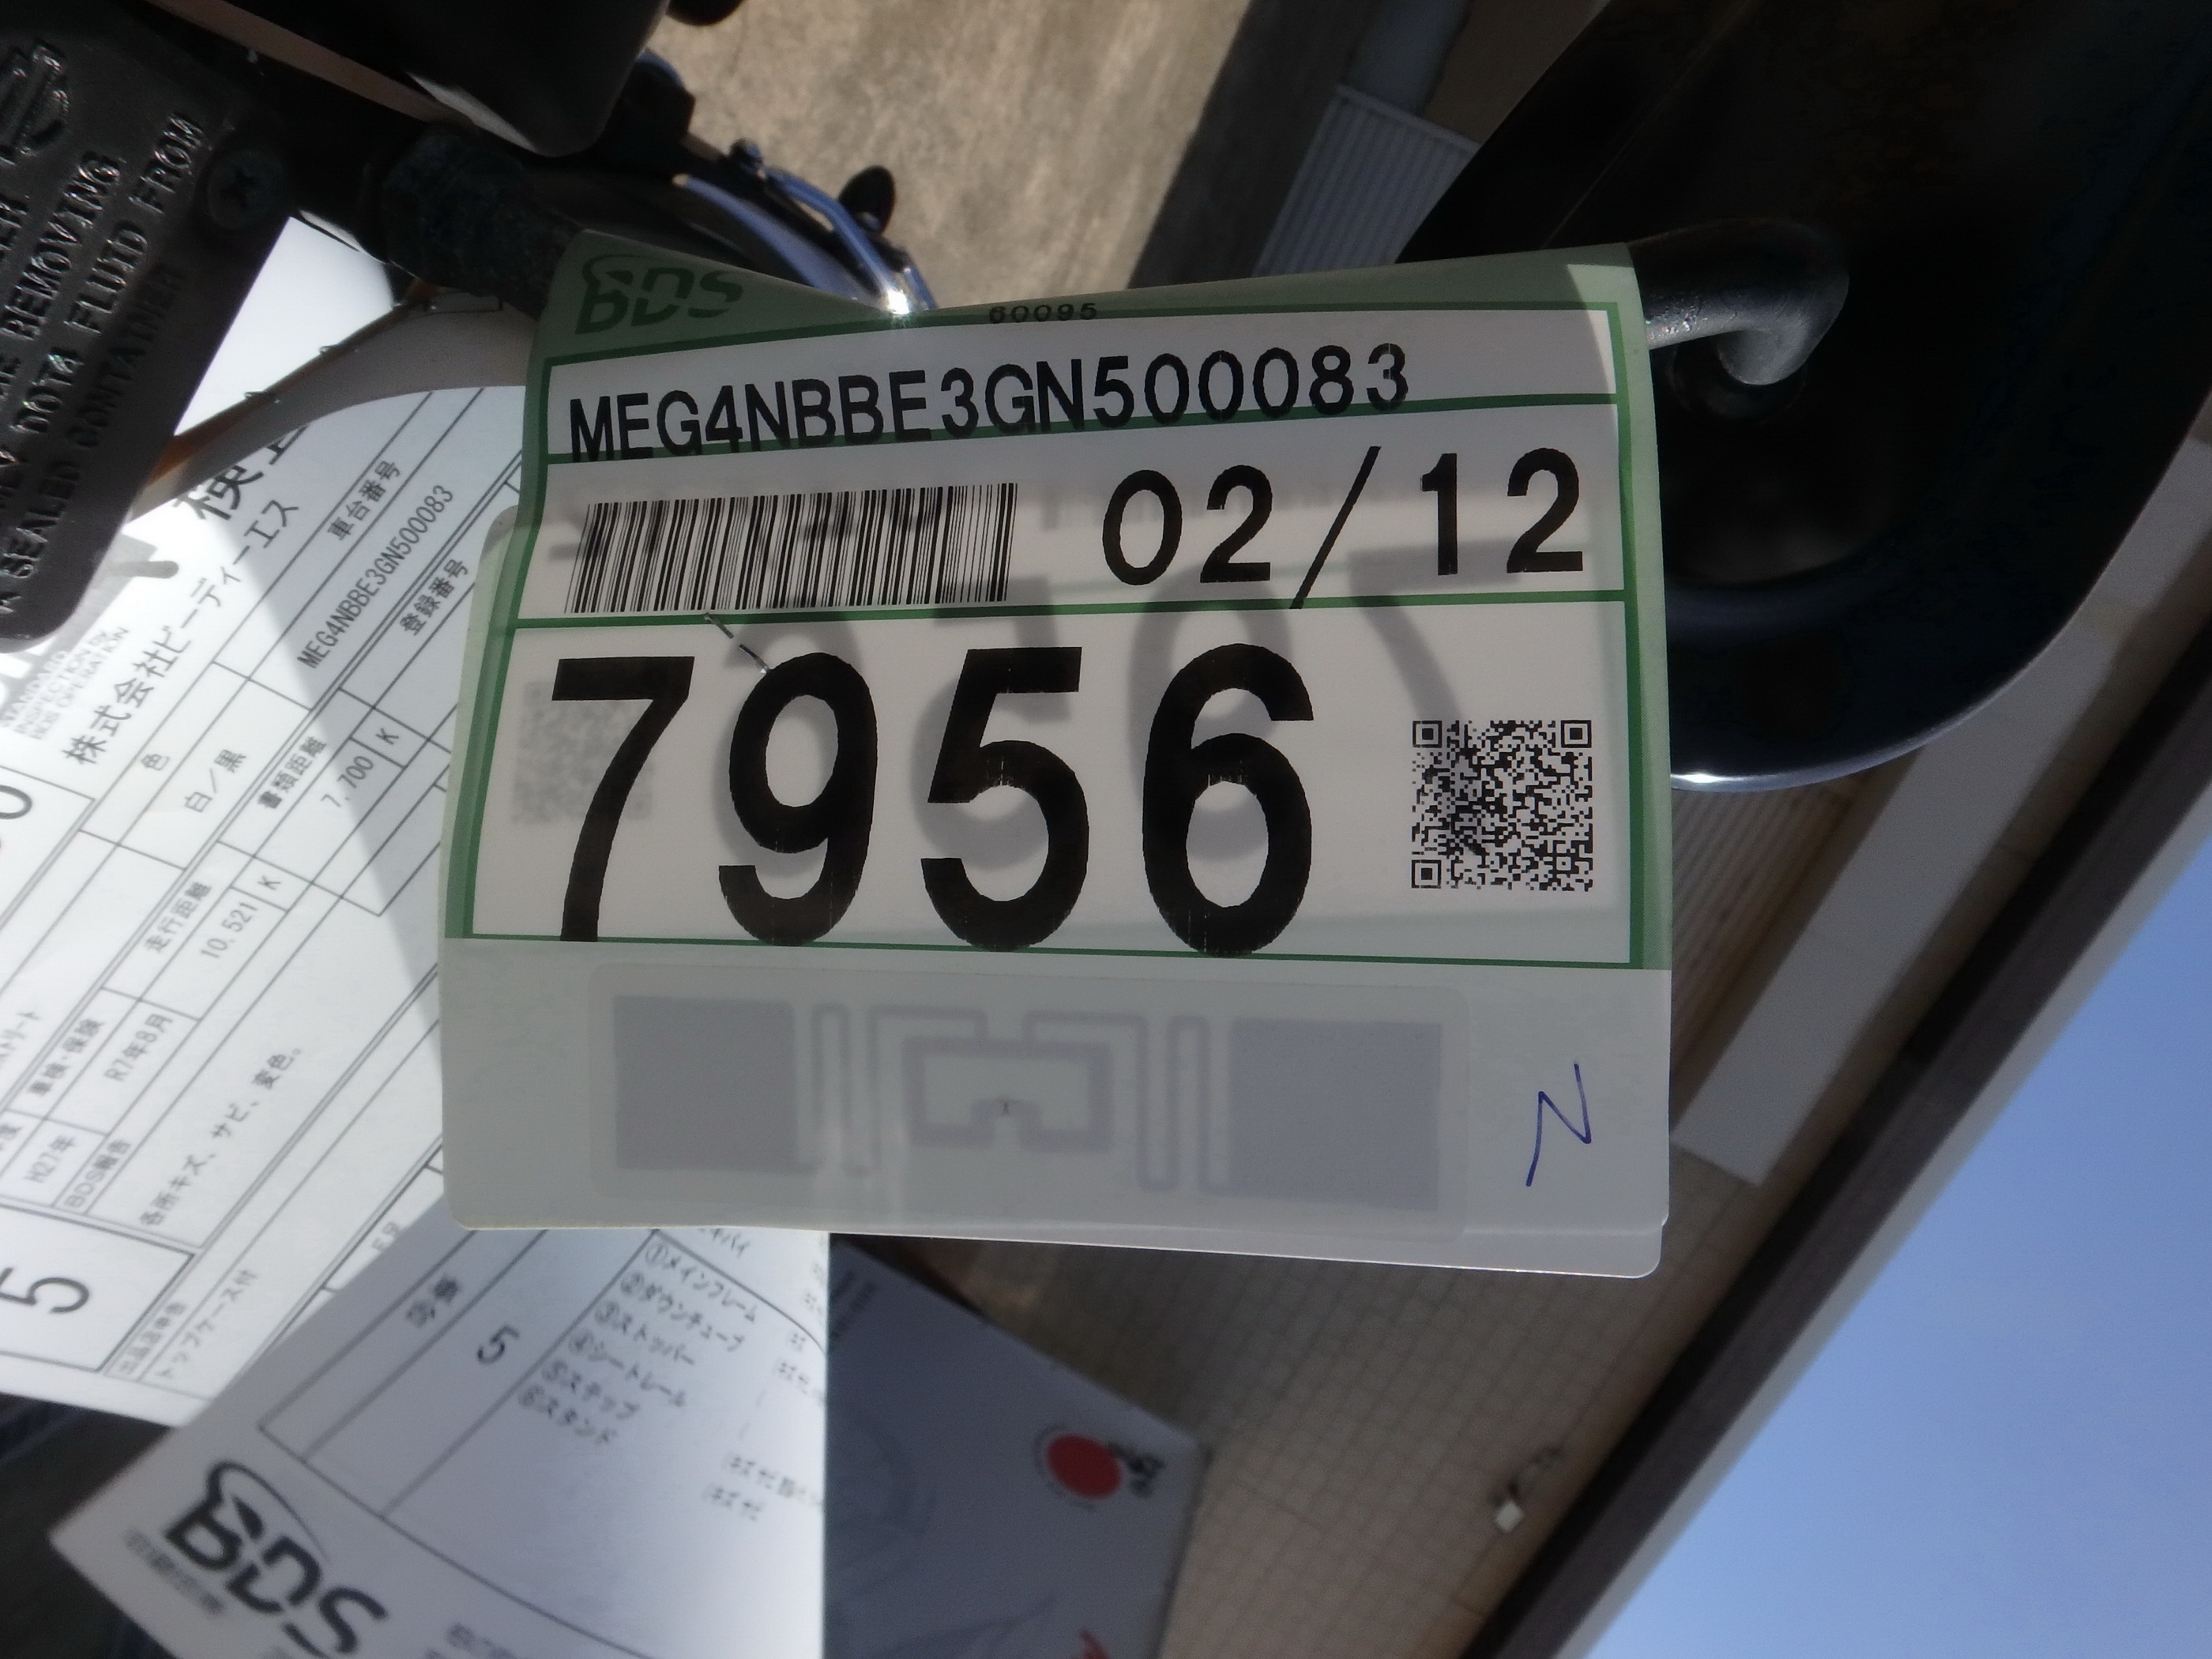 BDS
60095
MEG4NBBE3GN500083
02/12
7956
N
REMOVING
DOT4 FLUID FROM
A SEALED CONTAINER
株式会社ビーディーエス
車台番号
MEG4NBBE3GN500083
登録番号
色
白/黒
書類距離
7,700 K
走行距離
10,521 K
車検・保険
R7年8月
H27年
BDS報告
各所キズ、サビ、変色。
出品店申告
トップケース付
5
5
①メインフレーム
②ダウンチューブ
③ストッパー
④シートレール
⑤ステップ
⑥スタンド
BDS